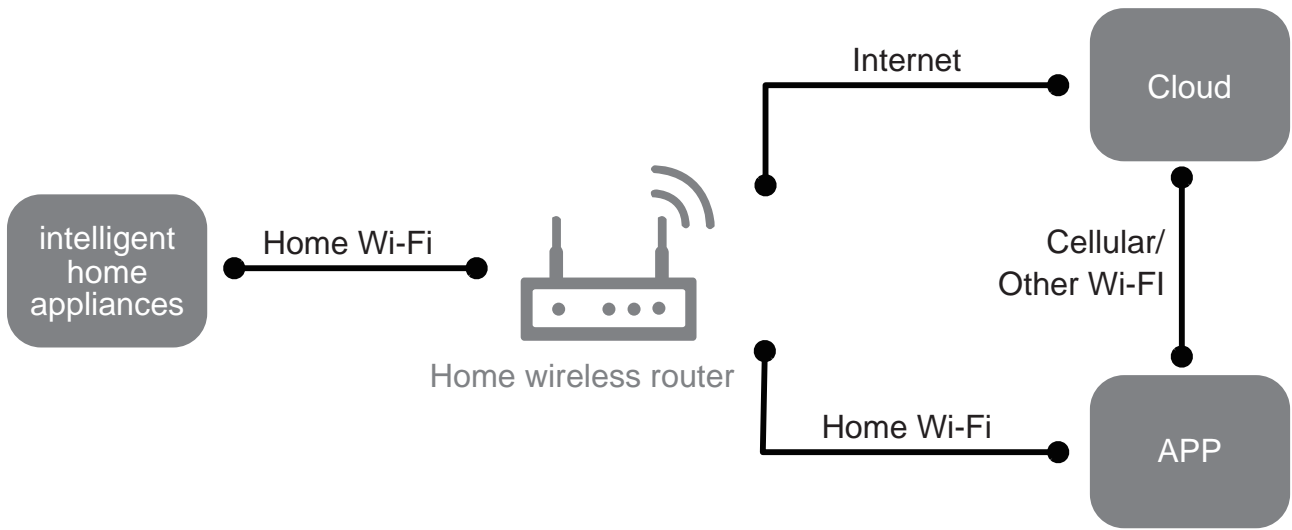 Internet
Cloud
intelligent
home
appliances
Home Wi-Fi
Cellular/
Other Wi-FI
Home wireless router
Home Wi-Fi
APP